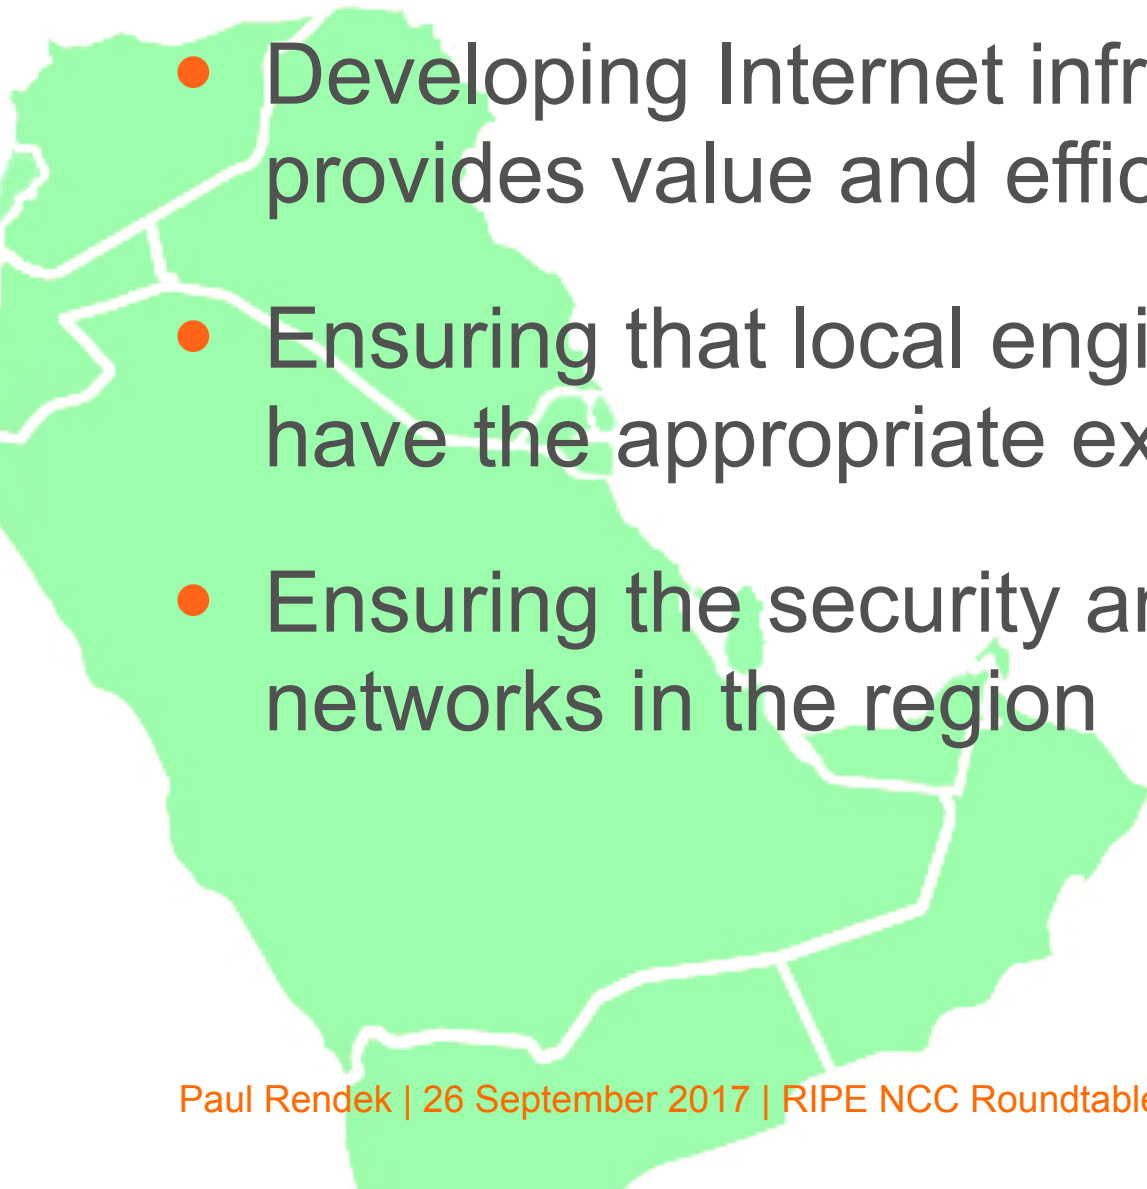 • Developing Internet infr
provides value and effic
• Ensuring that local engi
have the appropriate ex
• Ensuring the security ar
networks in the region
Paul Rendek | 26 September 2017 | RIPE NCC Roundtable